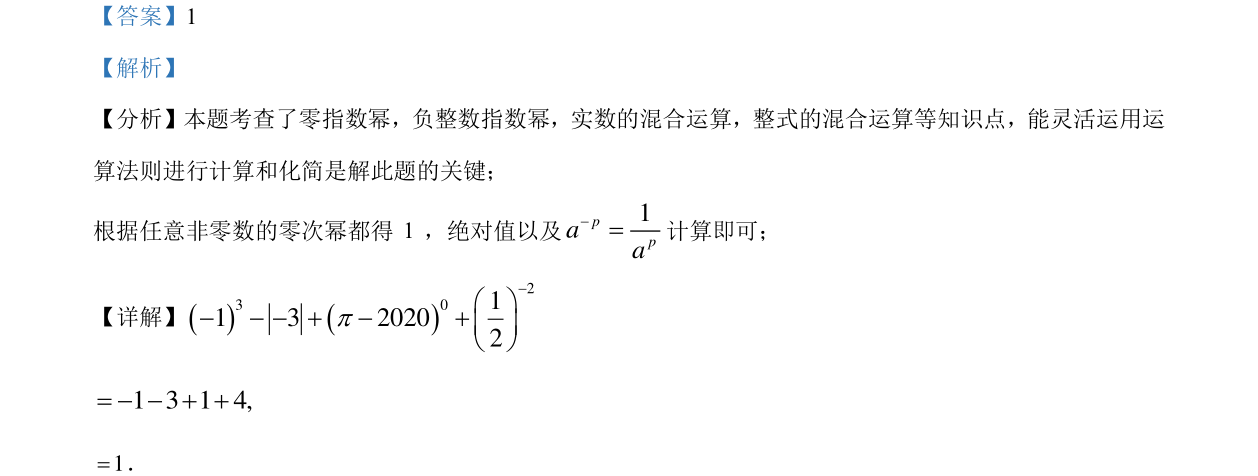 【答案】1
【解析】
【分析】本题考查了零指数幂，负整数指数幂，实数的混合运算，整式的混合运算等知识点，能灵活运用运
算法则进行计算和化简是解此题的关键；
根据任意非零数的零次幂都得 1 ，绝对值以及 $a^{-p}=\frac{1}{a^{p}}$ 计算即可；
【详解】$(-1)^{3}-|-3|+(\pi-2020)^{0}+\left(\frac{1}{2}\right)^{-2}$
=−1−3+1+4,
=1．